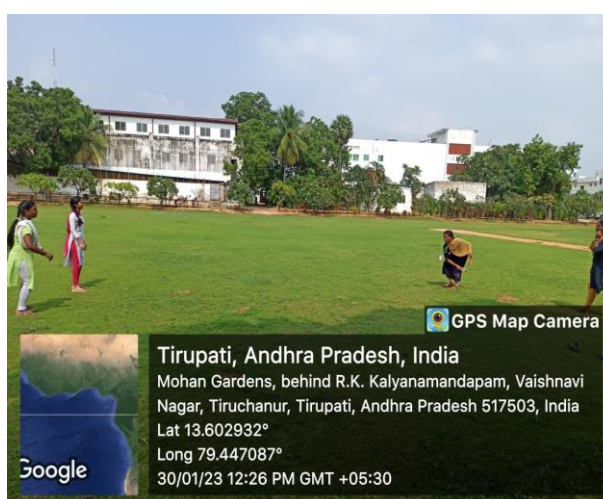 GPS Map Camera
Tirupati, Andhra Pradesh, India
Mohan Gardens, behind R.K. Kalyanamandapam, Vaishnavi
Nagar, Tiruchanur, Tirupati, Andhra Pradesh 517503, India
Lat 13.602932°
Long 79.447087°
30/01/23 12:26 PM GMT +05:30
Google